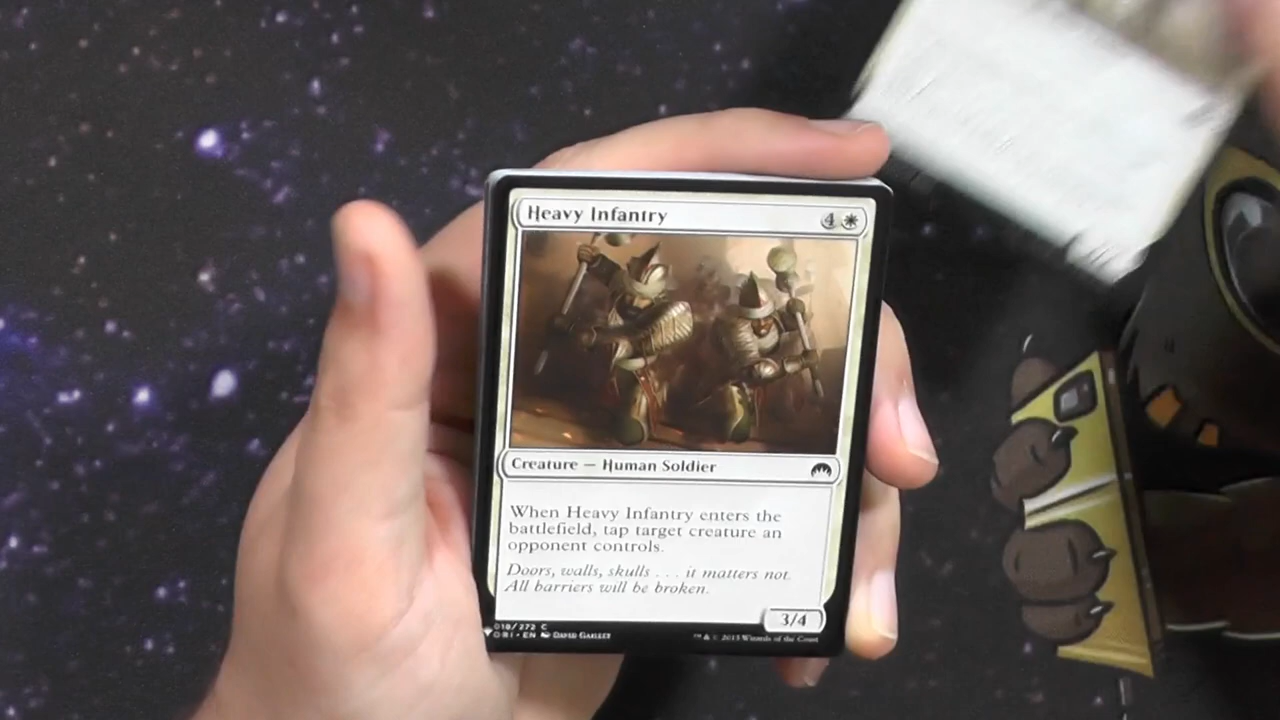 Heavy Infantry 4
Creature — Human Soldier
When Heavy Infantry enters the
battlefield, tap target creature an
opponent controls.
Doors, walls, skulls . . . it matters not.
All barriers will be broken.
3/4
018/272 C
ORI • EN David Gaillet
™ & © 2015 Wizards of the Coast